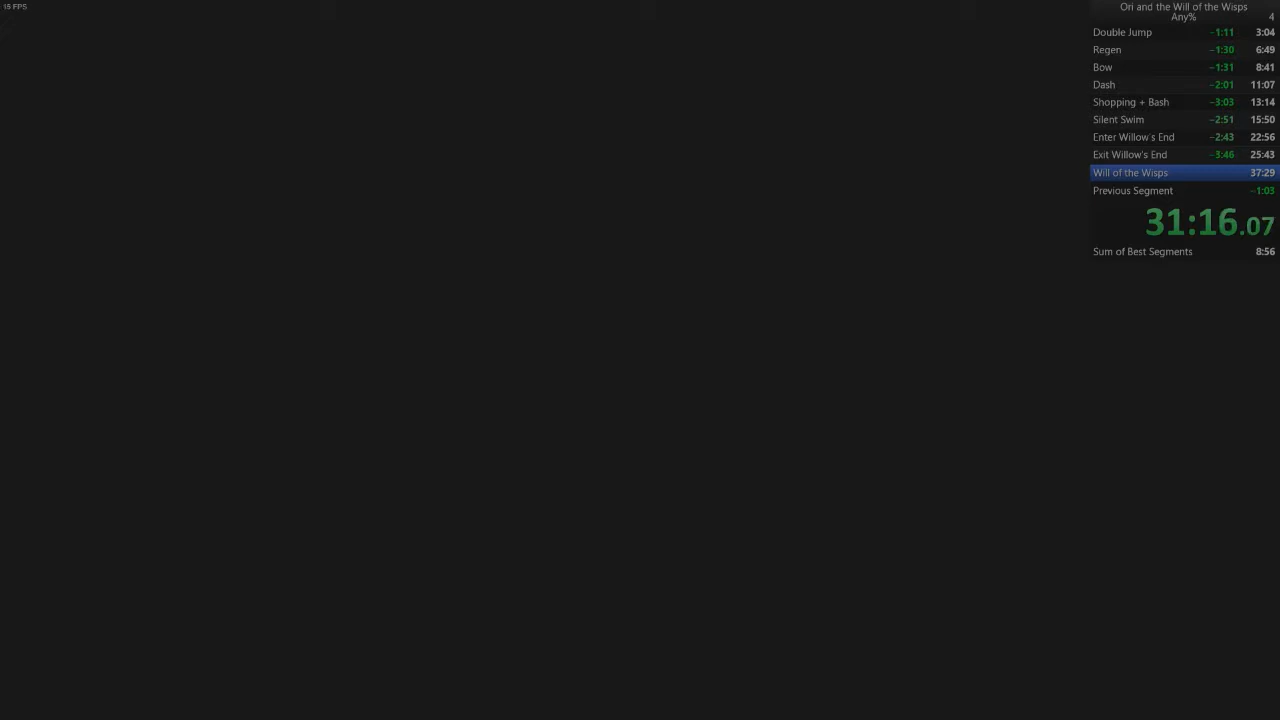 15 FPS
Ori and the Will of the Wisps
Any% 4
Double Jump −1:11 3:04
Regen −1:30 6:49
Bow −1:31 8:41
Dash −2:01 11:07
Shopping + Bash −3:03 13:14
Silent Swim −2:51 15:50
Enter Willow's End −2:43 22:56
Exit Willow's End −3:46 25:43
Will of the Wisps 37:29
Previous Segment −1:03
31:16.07
Sum of Best Segments 8:56